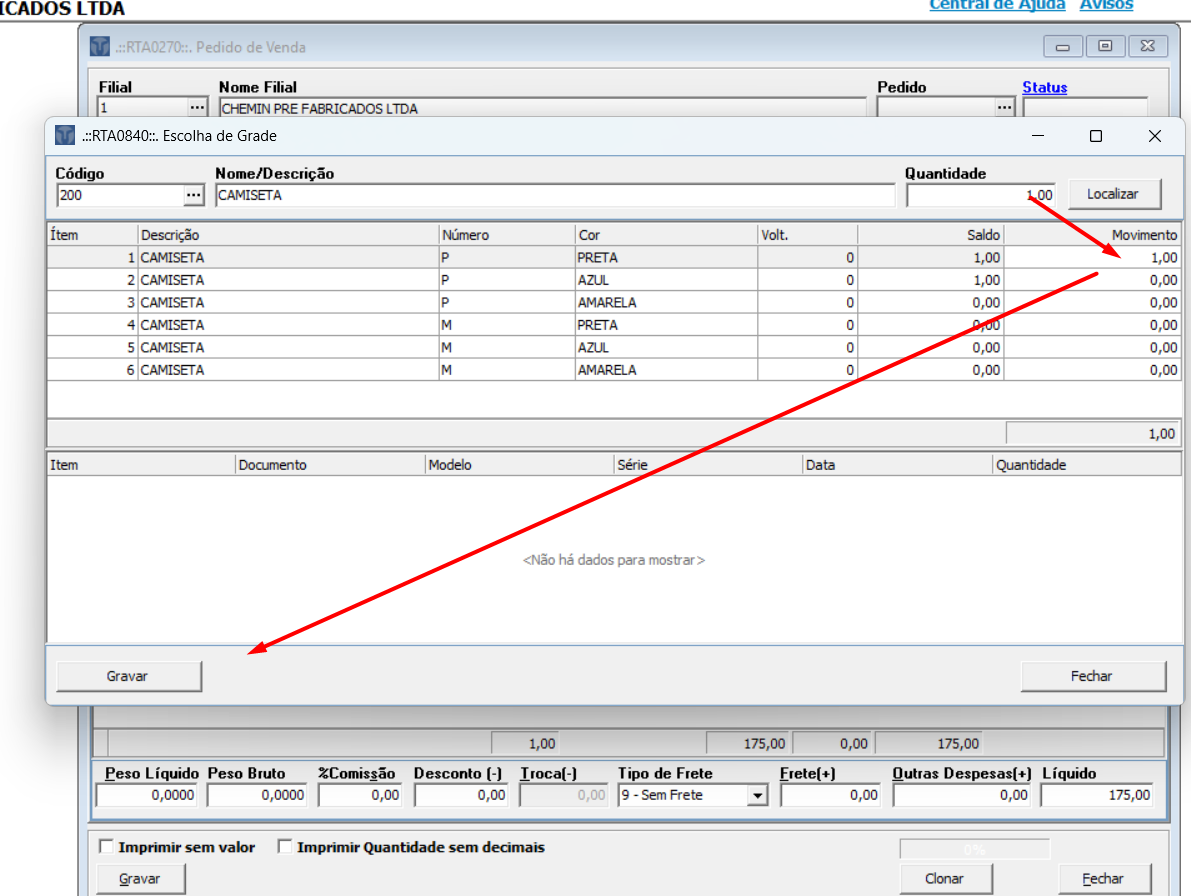 ICADOS LTDA
Central de Ajuda Avisos
.::RTA0270::. Pedido de Venda
Filial Nome Filial Pedido Status
1 ... CHEMIN PRE FABRICADOS LTDA ...
.::RTA0840::. Escolha de Grade
Código Nome/Descrição Quantidade
200 ... CAMISETA 1,00 Localizar
Ítem Descrição Número Cor Volt. Saldo Movimento
1 CAMISETA P PRETA 0 1,00 1,00
2 CAMISETA P AZUL 0 1,00 0,00
3 CAMISETA P AMARELA 0 0,00 0,00
4 CAMISETA M PRETA 0 0,00 0,00
5 CAMISETA M AZUL 0 0,00 0,00
6 CAMISETA M AMARELA 0 0,00 0,00
1,00
Item Documento Modelo Série Data Quantidade
<Não há dados para mostrar>
Gravar Fechar
1,00 175,00 0,00 175,00
Peso Líquido Peso Bruto %Comissão Desconto (-) Troca(-) Tipo de Frete Frete(+) Outras Despesas(+) Líquido
0,0000 0,0000 0,00 0,00 0,00 9 - Sem Frete 0,00 0,00 175,00
Imprimir sem valor Imprimir Quantidade sem decimais 0%
Gravar Clonar Fechar